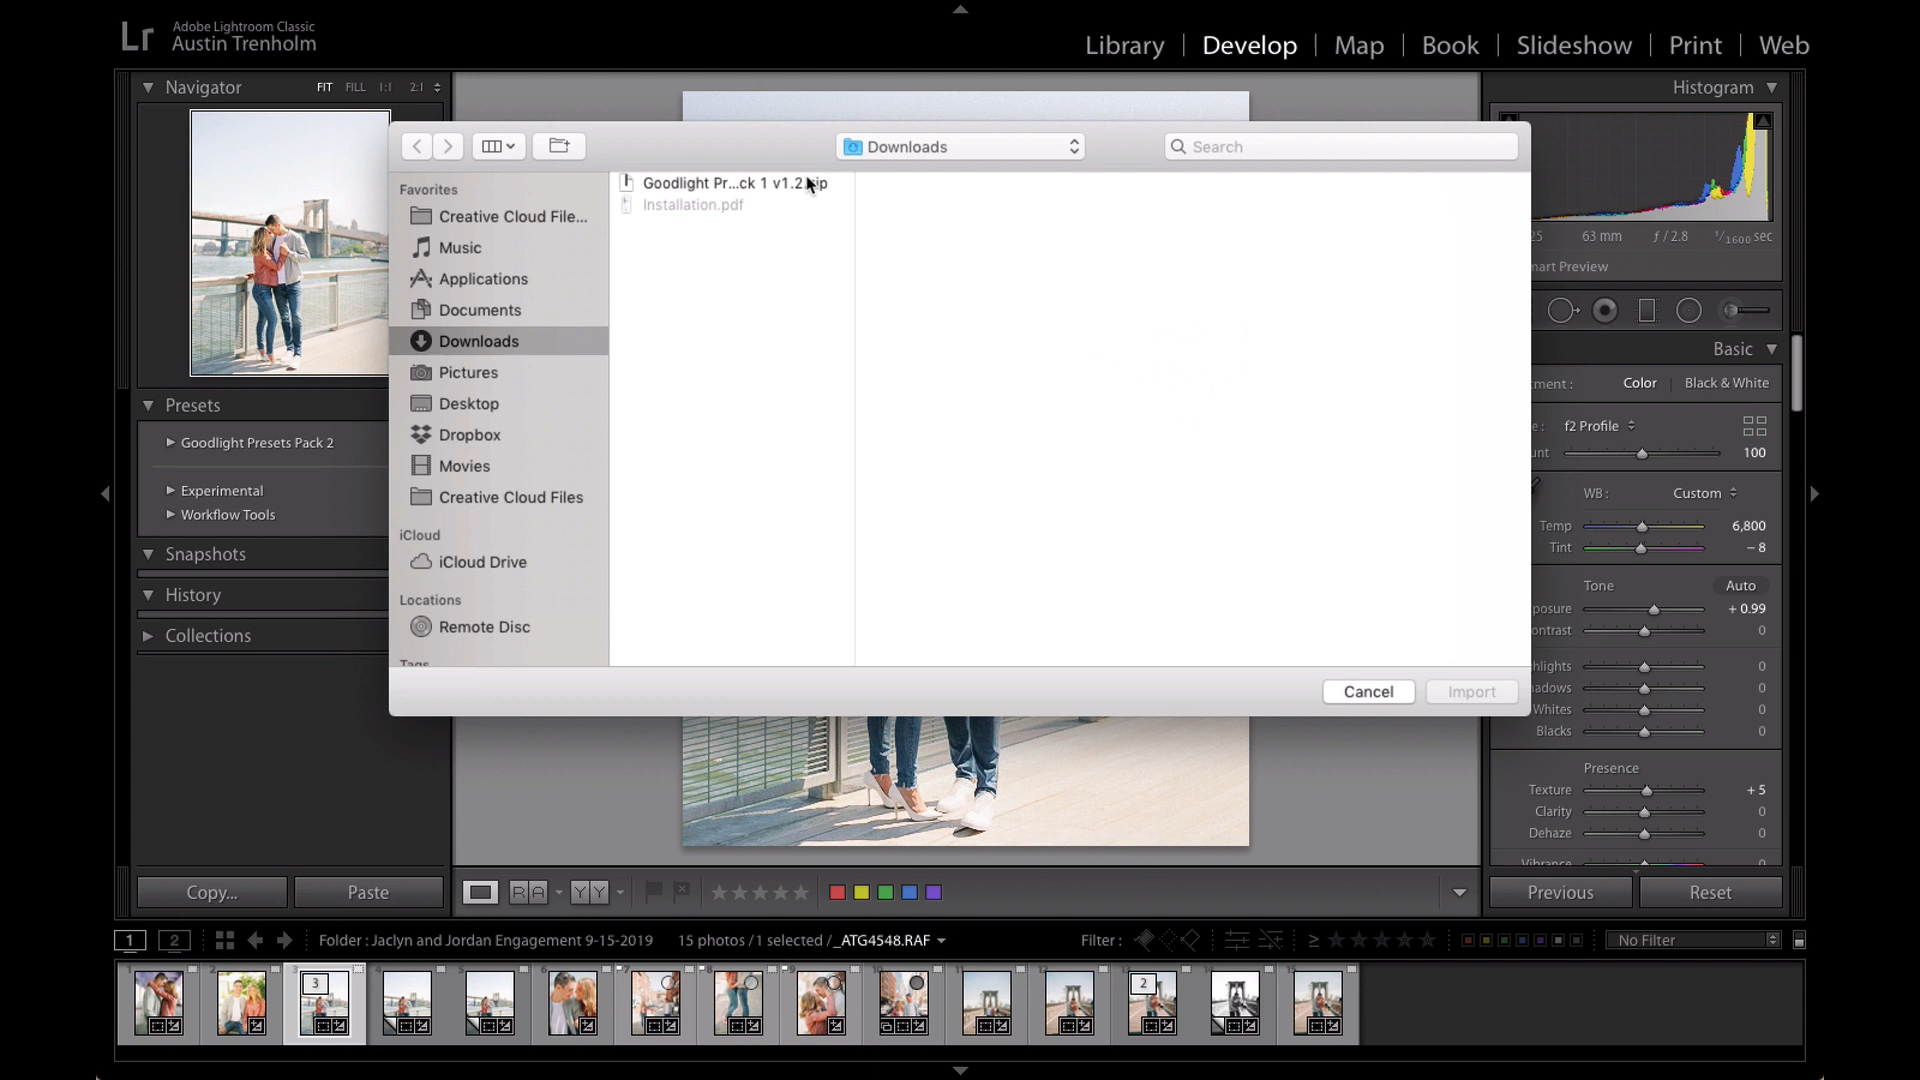 Lr
Adobe Lightroom Classic
Austin Trenholm
Library
Develop
Map
Book
Slideshow
Print
Web
Navigator
FIT
FILL
1:1
2:1
Histogram
63 mm
ƒ / 2.8
1/1600 sec
Downloads
Search
Favorites
Creative Cloud File...
Music
Applications
Documents
Downloads
Pictures
Desktop
Dropbox
Movies
Creative Cloud Files
iCloud
iCloud Drive
Locations
Remote Disc
Tags
Goodlight Pr...ck 1 v1.2.zip
Installation.pdf
Cancel
Import
Presets
Goodlight Presets Pack 2
Experimental
Workflow Tools
Snapshots
History
Collections
Preview
Basic
Color
Black & White
f2 Profile
100
WB :
Custom
Temp
6,800
Tint
– 8
Tone
Auto
+ 0.99
0
0
0
Whites
0
Blacks
0
Presence
Texture
+ 5
Clarity
0
Dehaze
0
Vibrance
Copy...
Paste
R A
Y Y
Previous
Reset
1
2
Folder : Jaclyn and Jordan Engagement 9-15-2019
15 photos / 1 selected / _ATG4548.RAF
Filter :
≥
No Filter
3
2